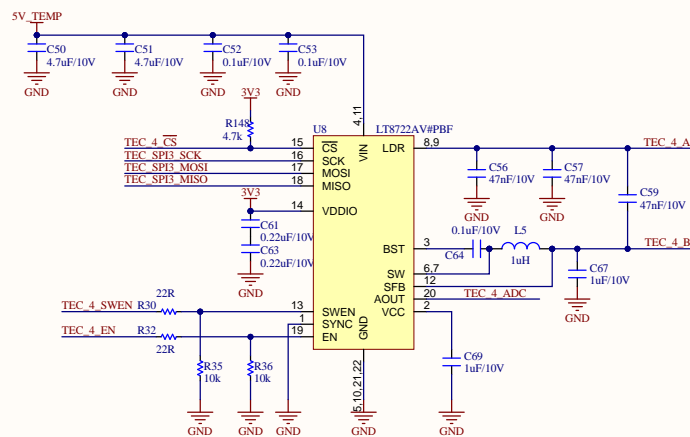 5V_TEMP
C50
4.7uF/10V
C51
4.7uF/10V
C52
0.1uF/10V
C53
0.1uF/10V
GND
GND
GND
GND
3V3
4,11
R148
4.7k
U8
LT8722AV#PBF
TEC_4_CS
15
CS
VIN
LDR
8,9
TEC_4_A
TEC_SPI3_SCK
16
SCK
TEC_SPI3_MOSI
17
MOSI
TEC_SPI3_MISO
18
MISO
C56
47nF/10V
C57
47nF/10V
C59
47nF/10V
3V3
14
VDDIO
GND
GND
C61
0.22uF/10V
C63
0.22uF/10V
GND
0.1uF/10V
L5
BST
3
C64
1uH
TEC_4_B
SW
6,7
SFB
12
C67
1uF/10V
AOUT
20
TEC_4_ADC
GND
22R
TEC_4_SWEN
R30
13
SWEN
VCC
2
1
SYNC
TEC_4_EN
R32
19
EN
GND
22R
R35
10k
R36
10k
C69
1uF/10V
5,10,21,22
GND
GND
GND
GND
GND